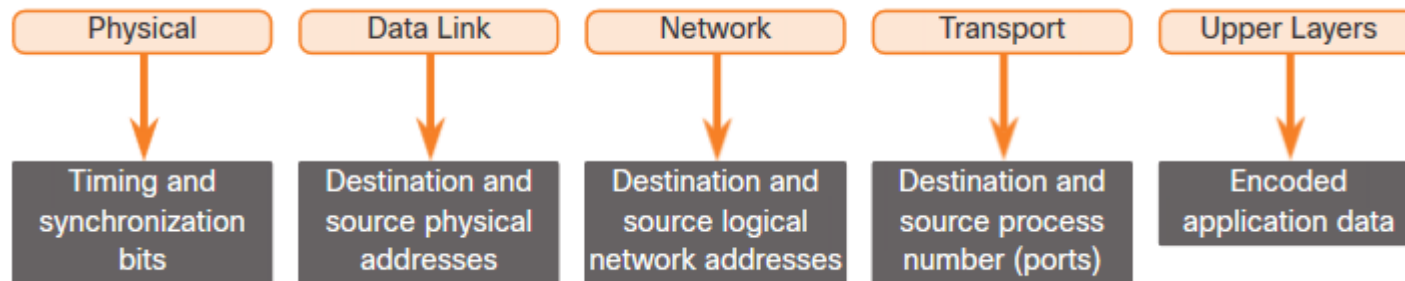 Physical
Data Link
Network
Transport
Upper Layers
Timing and
synchronization
bits
Destination and
source physical
addresses
Destination and
source logical
network addresses
Destination and
source process
number (ports)
Encoded
application data